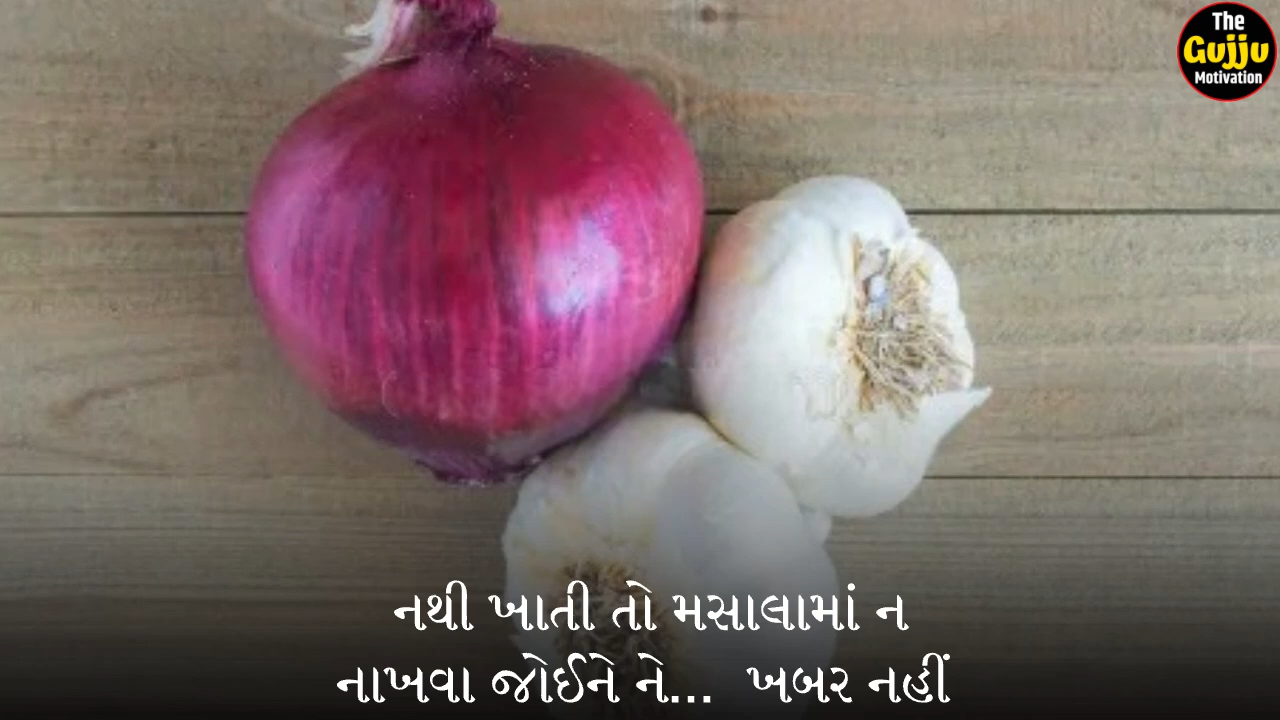 The
Gujju
Motivation
નથી ખાતી તો મસાલામાં ન
નાખવા જોઈને ને... ખબર નહીં